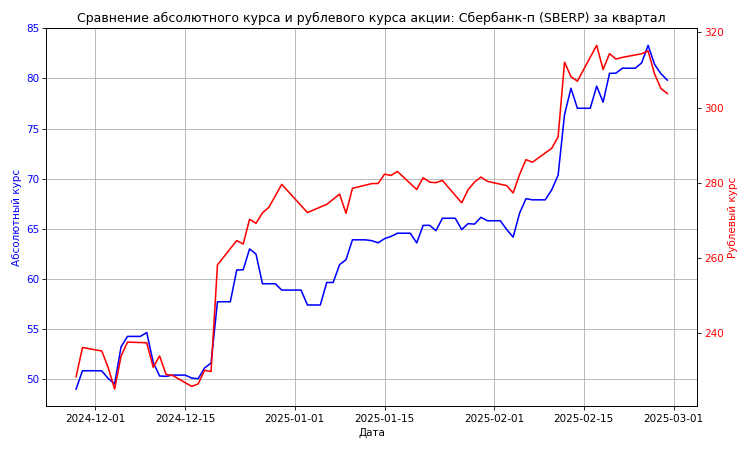 Сравнение абсолютного курса и рублевого курса акции: Сбербанк-п (SBERP) за квартал
Абсолютный курс
85
80
75
70
65
60
55
50
320
300
280
260
240
Рублевый курс
2024-12-01 2024-12-15 2025-01-01 2025-01-15 2025-02-01 2025-02-15 2025-03-01
Дата